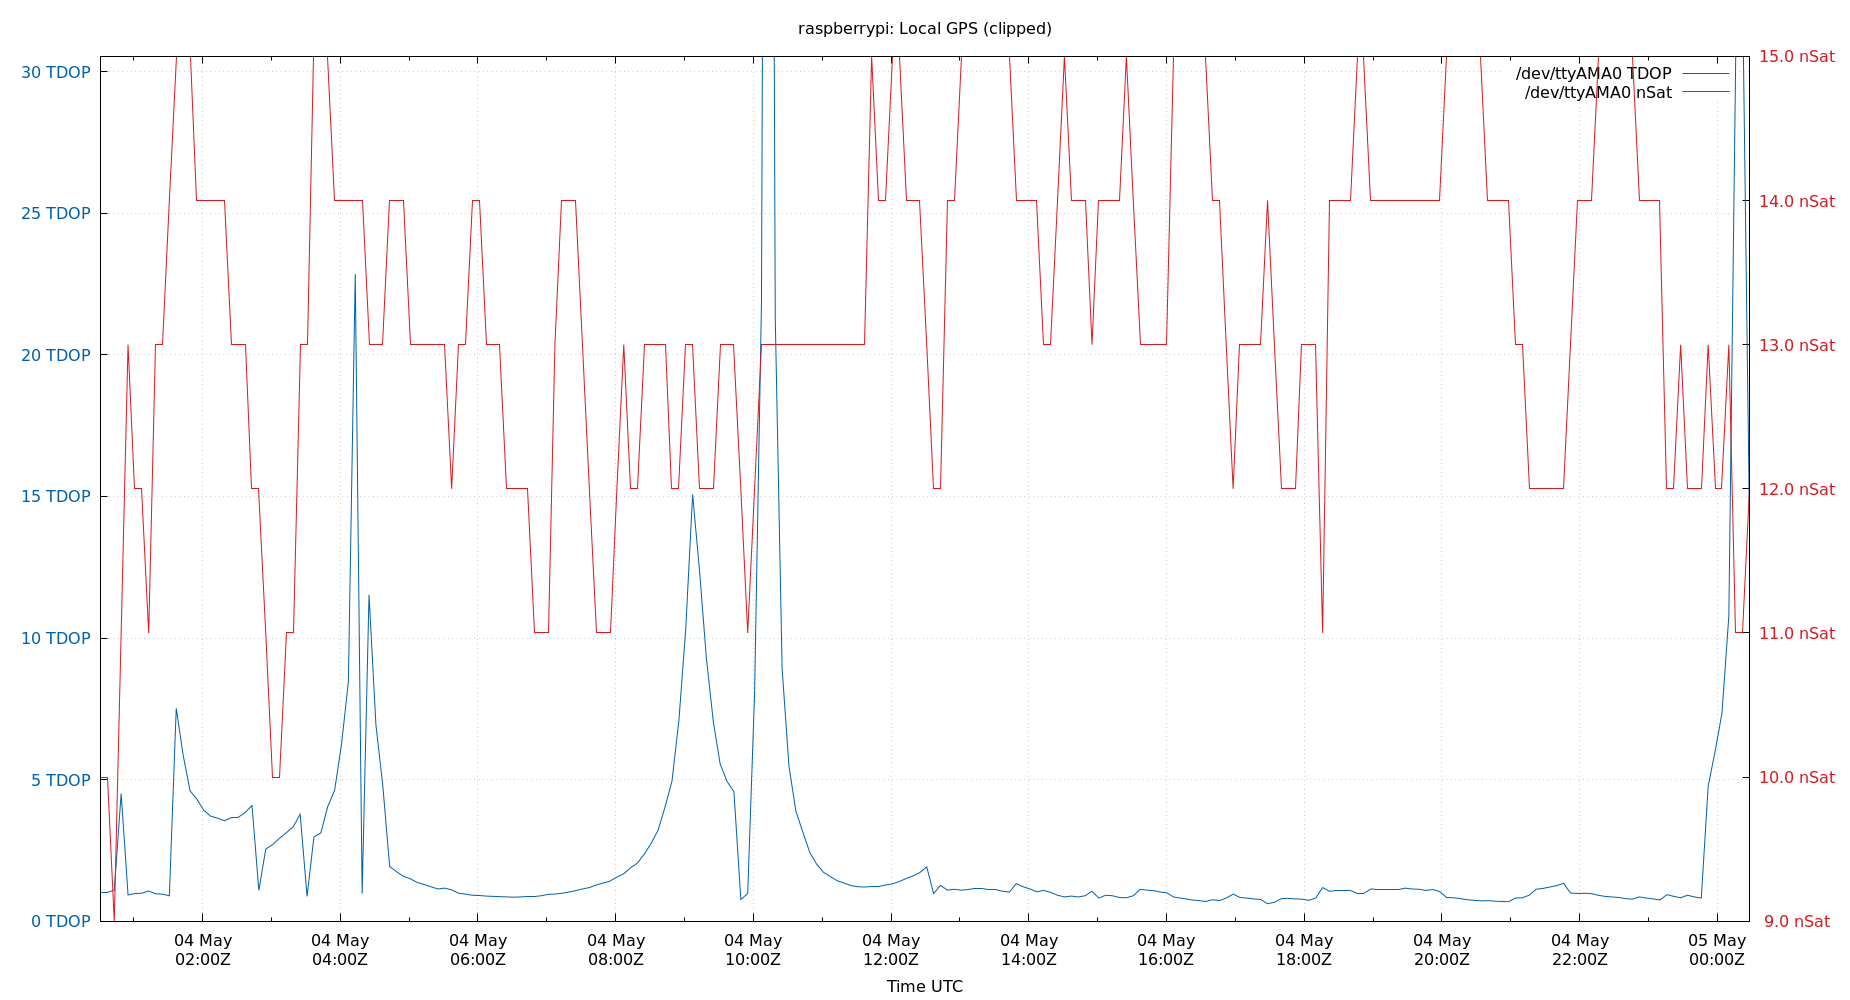 raspberrypi: Local GPS (clipped)
30 TDOP
25 TDOP
20 TDOP
15 TDOP
10 TDOP
5 TDOP
0 TDOP
15.0 nSat
14.0 nSat
13.0 nSat
12.0 nSat
11.0 nSat
10.0 nSat
9.0 nSat
/dev/ttyAMA0 TDOP
/dev/ttyAMA0 nSat
04 May
02:00Z
04 May
04:00Z
04 May
06:00Z
04 May
08:00Z
04 May
10:00Z
04 May
12:00Z
04 May
14:00Z
04 May
16:00Z
04 May
18:00Z
04 May
20:00Z
04 May
22:00Z
05 May
00:00Z
Time UTC